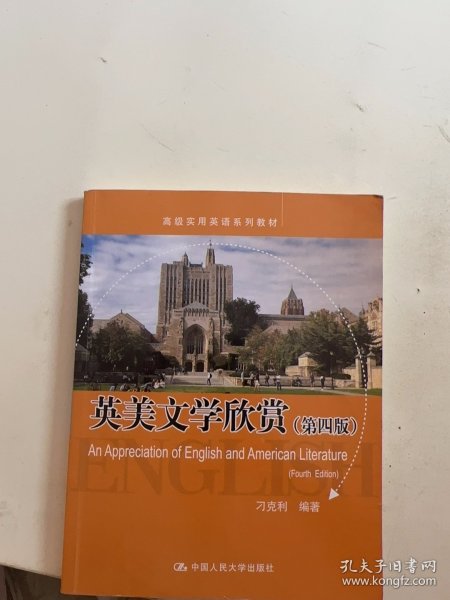 高级实用英语系列教材
英美文学欣赏(第四版)
An Appreciation of English and American Literature
(Fourth Edition)
ENGLISH
刁克利 编著
中国人民大学出版社
孔夫子旧书网
www.kongfz.com